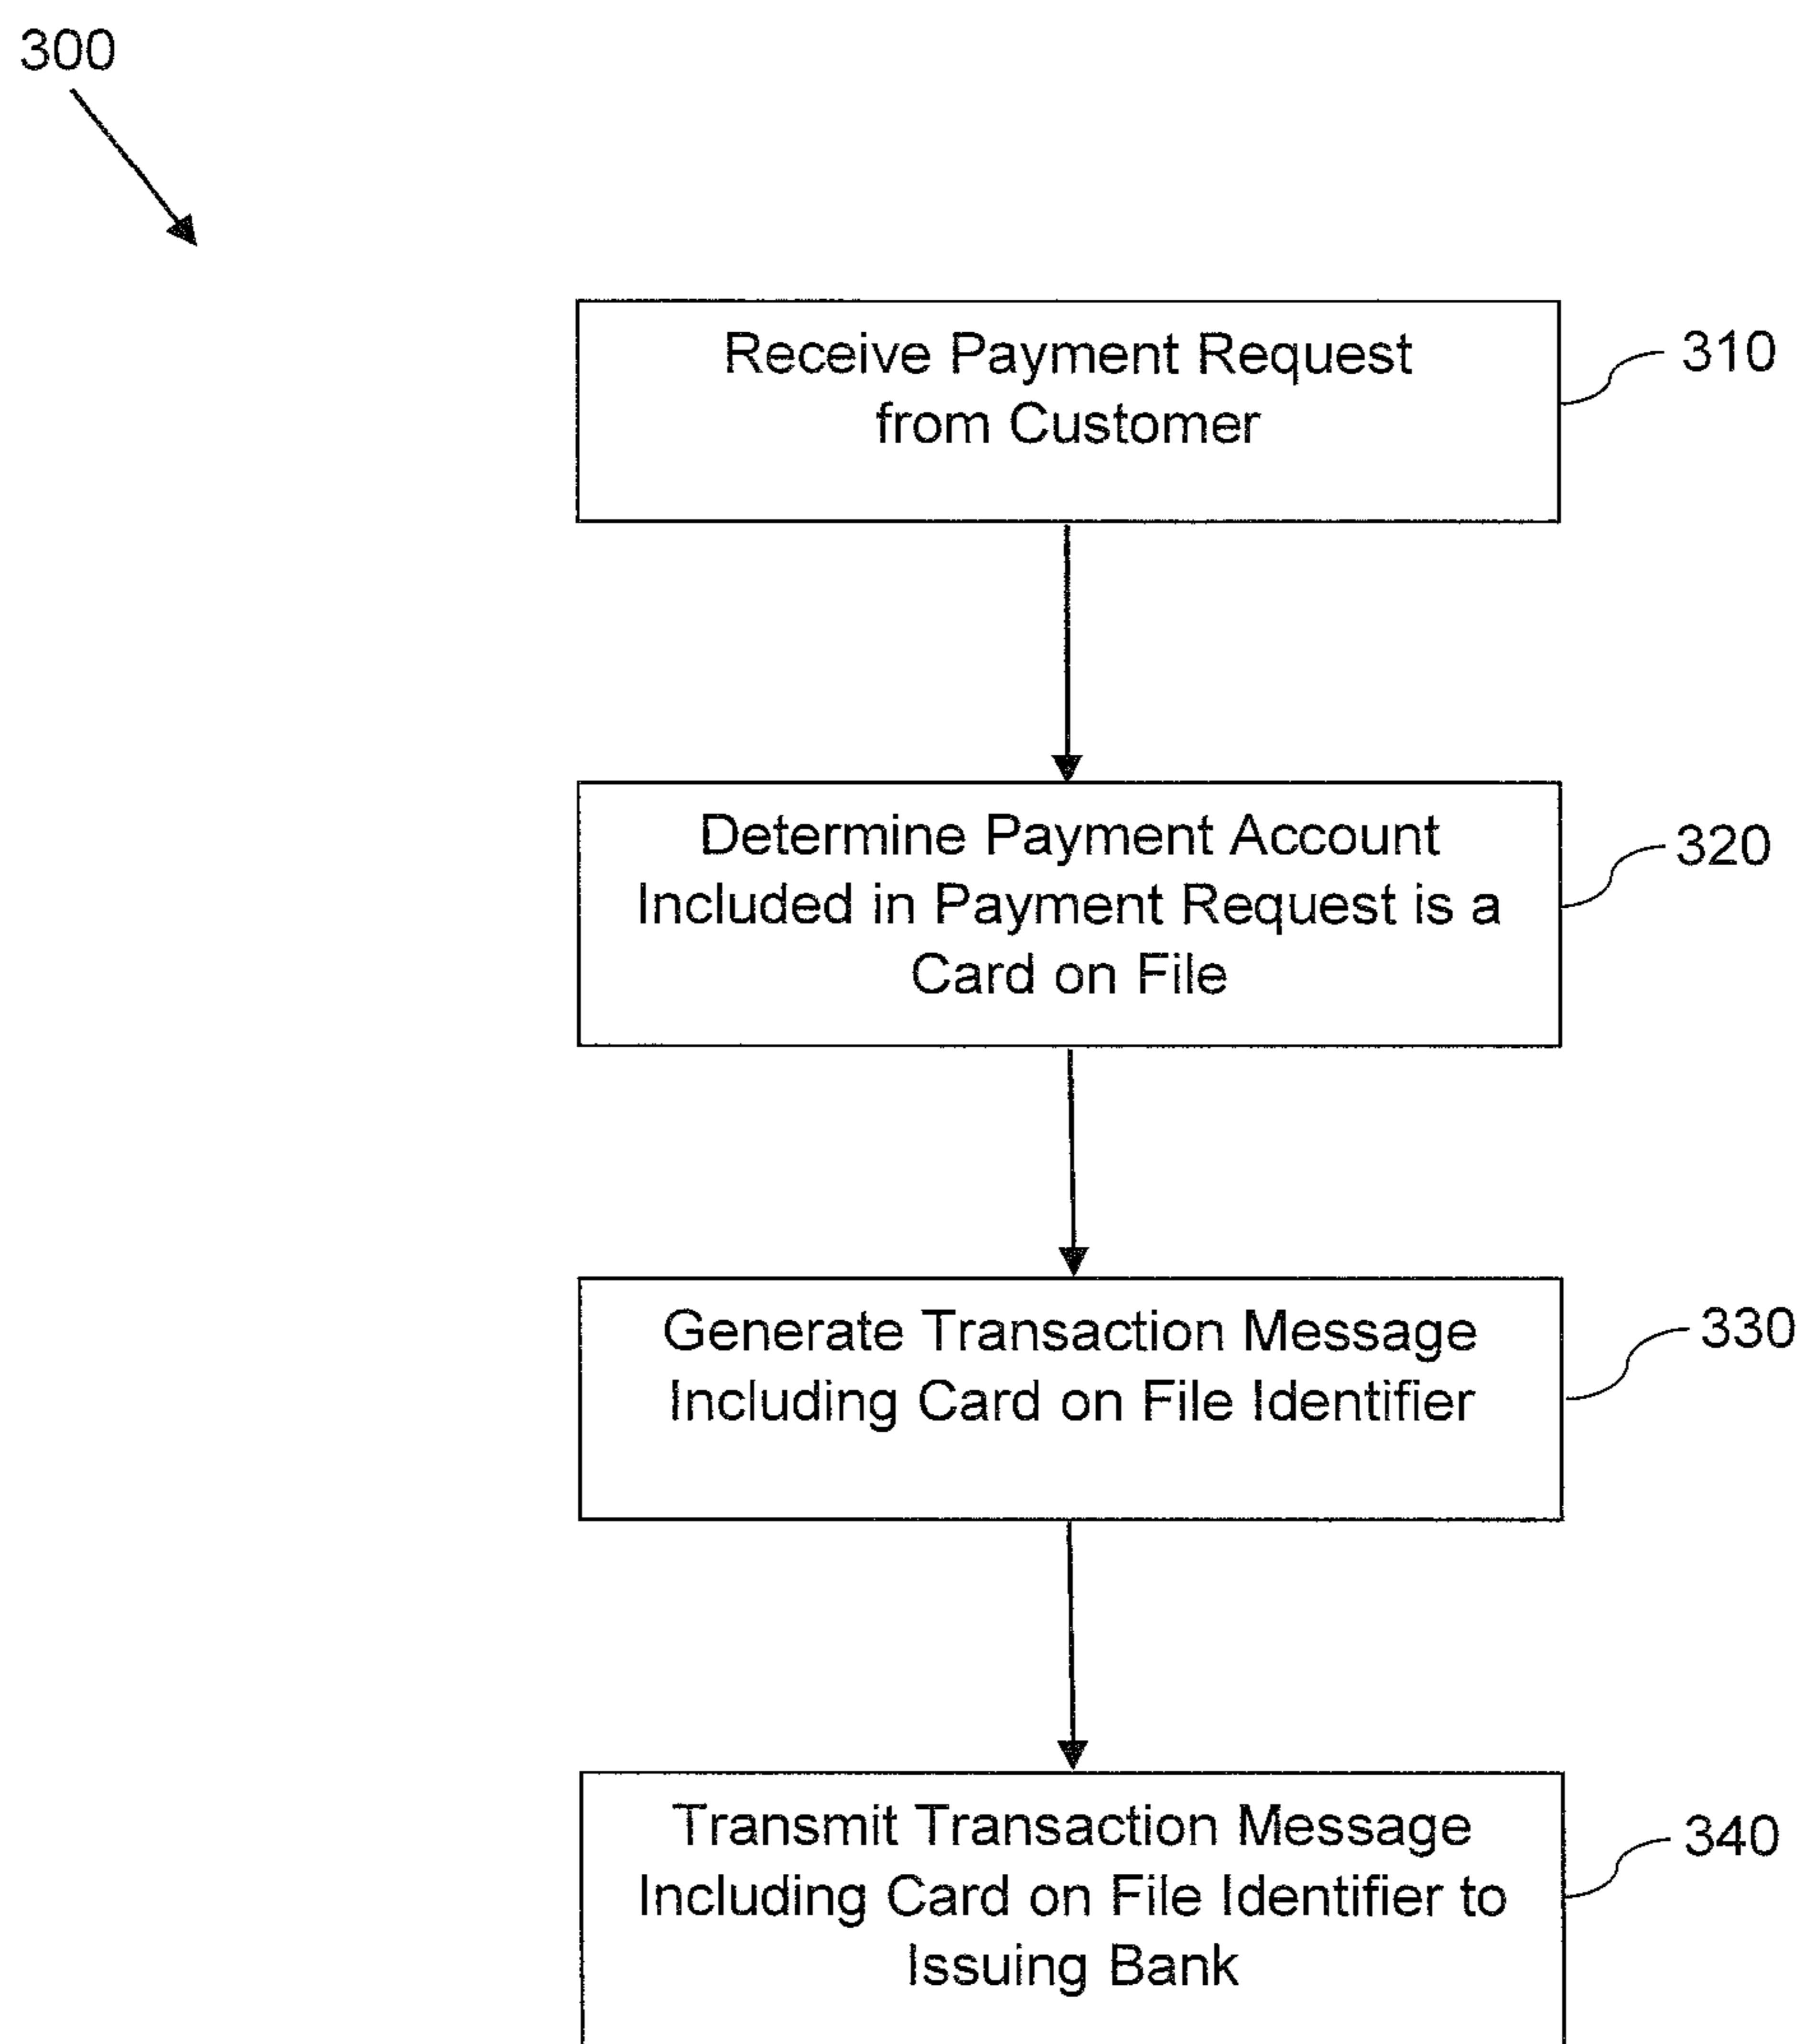 300
Receive Payment Request
from Customer
310
Determine Payment Account
Included in Payment Request is a
Card on File
320
Generate Transaction Message
Including Card on File Identifier
330
Transmit Transaction Message
Including Card on File Identifier to
Issuing Bank
340